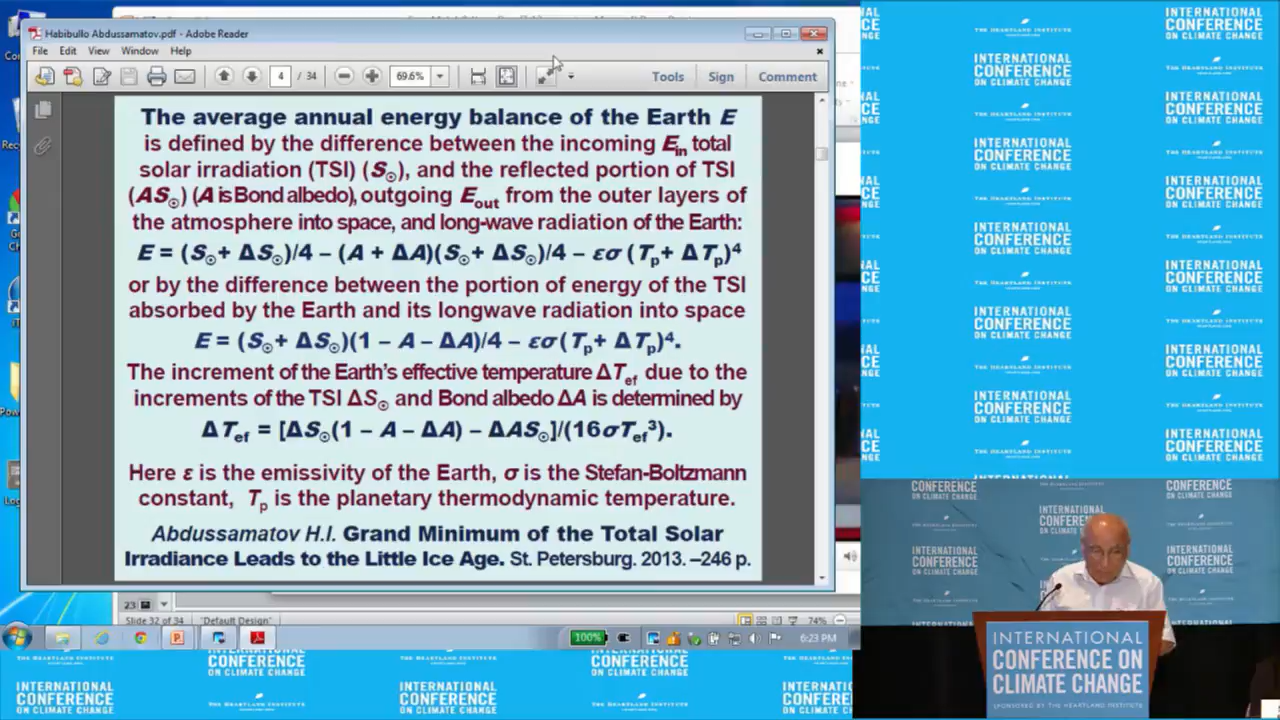 Habibullo Abdussamatov.pdf - Adobe Reader
File Edit View Window Help
4 / 34 69.6% Tools Sign Comment
The average annual energy balance of the Earth E
is defined by the difference between the incoming Ein total
solar irradiation (TSI) (S☉), and the reflected portion of TSI
(AS☉) (A is Bond albedo), outgoing Eout from the outer layers of
the atmosphere into space, and long-wave radiation of the Earth:
E = (S☉+ ΔS☉)/4 – (A + ΔA)(S☉+ ΔS☉)/4 – εσ (Tp+ ΔTp)⁴
or by the difference between the portion of energy of the TSI
absorbed by the Earth and its longwave radiation into space
E = (S☉+ ΔS☉)(1 – A – ΔA)/4 – εσ(Tp+ ΔTp)⁴.
The increment of the Earth's effective temperature ΔTef due to the
increments of the TSI ΔS☉ and Bond albedo ΔA is determined by
ΔTef = [ΔS☉(1 – A – ΔA) – ΔAS☉]/(16σTef³).
Here ε is the emissivity of the Earth, σ is the Stefan-Boltzmann
constant, Tp is the planetary thermodynamic temperature.
Abdussamatov H.I. Grand Minimum of the Total Solar
Irradiance Leads to the Little Ice Age. St. Petersburg. 2013. –246 p.
23
Slide 32 of 34 "Default Design" 74%
100% 6:23 PM
INTERNATIONAL
CONFERENCE
ON CLIMATE CHANGE
THE HEARTLAND INSTITUTE
INTERNATIONAL
CONFERENCE ON
CLIMATE CHANGE
SPONSORED BY THE HEARTLAND INSTITUTE